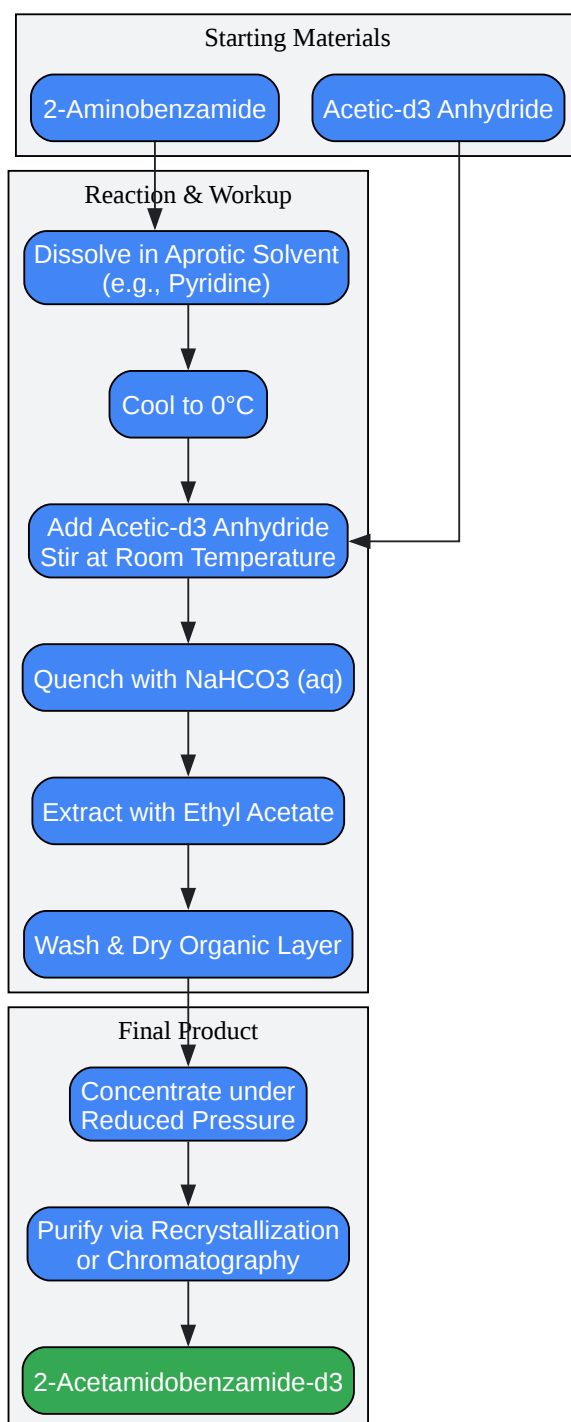 Starting Materials
2-Aminobenzamide
Acetic-d3 Anhydride
Reaction & Workup
Dissolve in Aprotic Solvent
(e.g., Pyridine)
Cool to 0°C
Add Acetic-d3 Anhydride
Stir at Room Temperature
Quench with NaHCO3 (aq)
Extract with Ethyl Acetate
Wash & Dry Organic Layer
Final Product
Concentrate under
Reduced Pressure
Purify via Recrystallization
or Chromatography
2-Acetamidobenzamide-d3